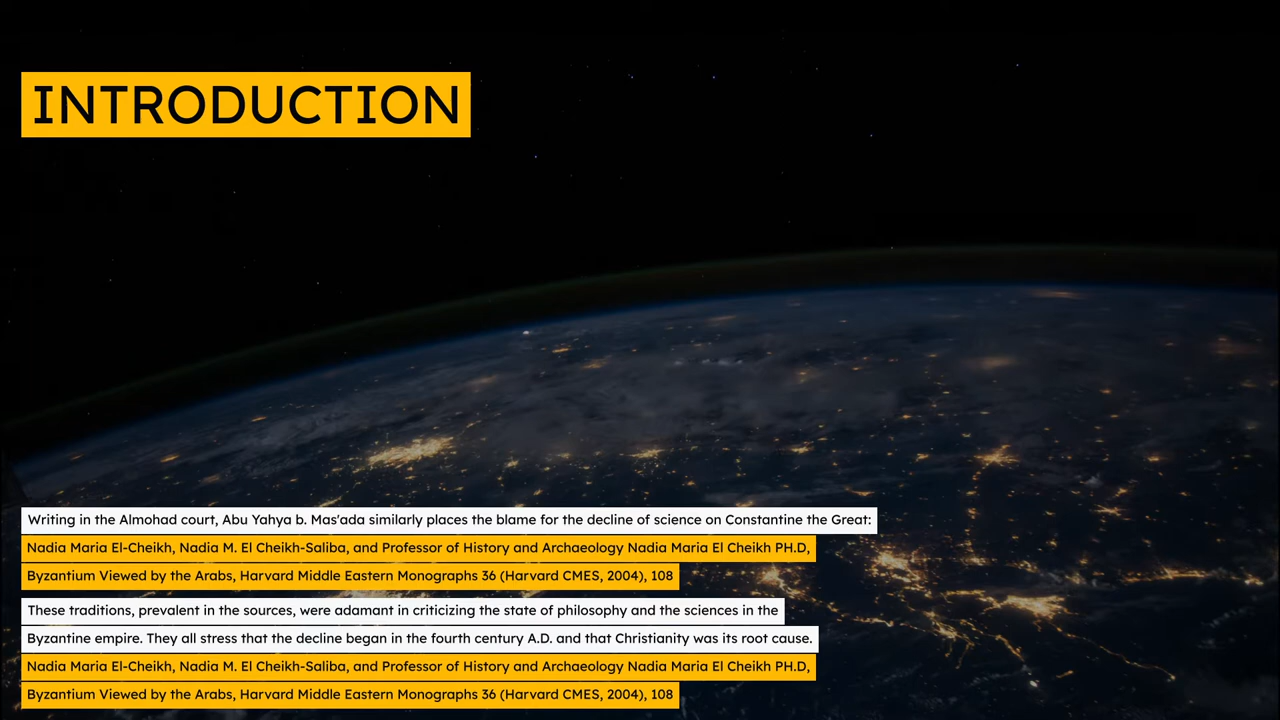 INTRODUCTION
Writing in the Almohad court, Abu Yahya b. Mas'ada similarly places the blame for the decline of science on Constantine the Great:
Nadia Maria El-Cheikh, Nadia M. El Cheikh-Saliba, and Professor of History and Archaeology Nadia Maria El Cheikh PH.D,
Byzantium Viewed by the Arabs, Harvard Middle Eastern Monographs 36 (Harvard CMES, 2004), 108
These traditions, prevalent in the sources, were adamant in criticizing the state of philosophy and the sciences in the
Byzantine empire. They all stress that the decline began in the fourth century A.D. and that Christianity was its root cause.
Nadia Maria El-Cheikh, Nadia M. El Cheikh-Saliba, and Professor of History and Archaeology Nadia Maria El Cheikh PH.D,
Byzantium Viewed by the Arabs, Harvard Middle Eastern Monographs 36 (Harvard CMES, 2004), 108